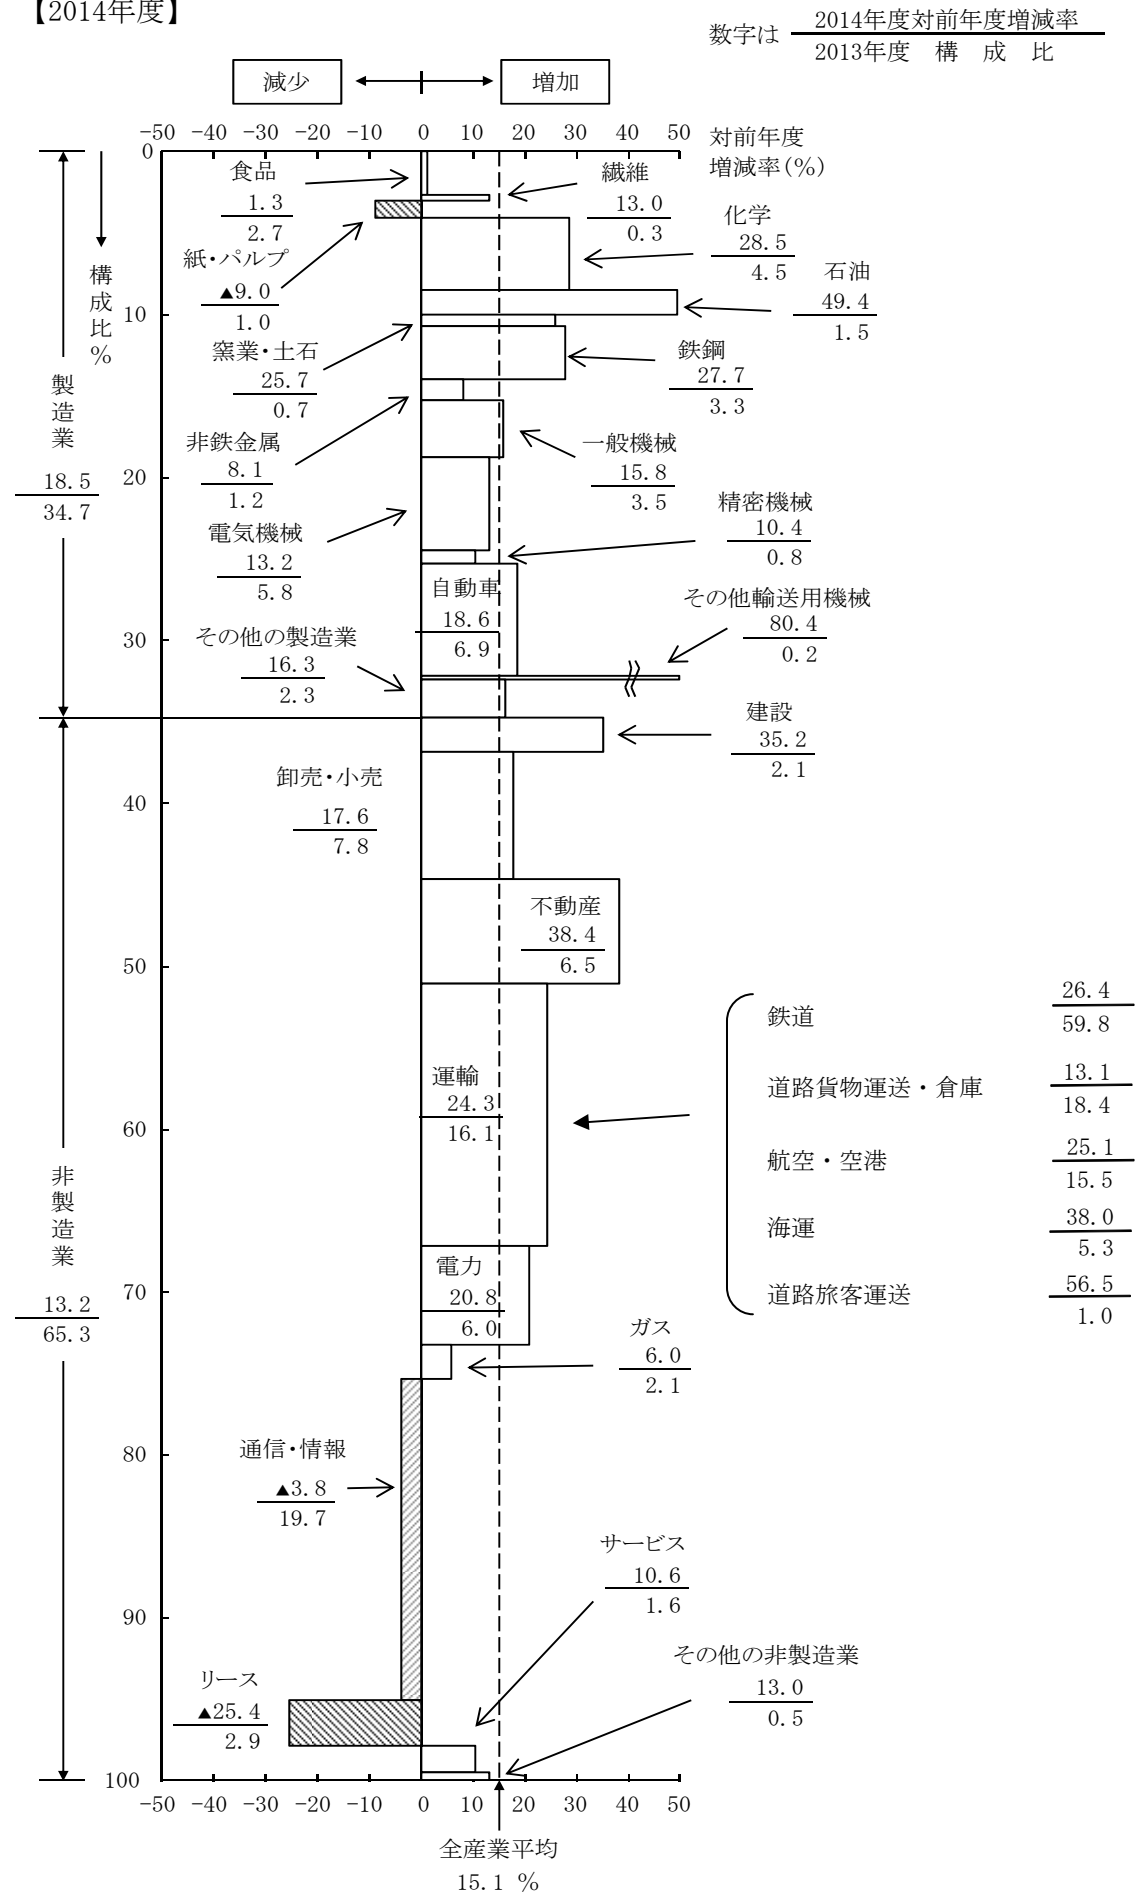 【2014年度】
数字は 2014年度対前年度増減率
2013年度 構 成 比
減少 増加
-50 -40 -30 -20 -10 0 10 20 30 40 50 対前年度
増減率(%)
0
構成比%
食品
1.3
2.7
繊維
13.0
0.3
化学
28.5
4.5
紙・パルプ
▲9.0
1.0
石油
49.4
1.5
10
窯業・土石
25.7
0.7
鉄鋼
27.7
3.3
製造業
18.5
34.7
非鉄金属
8.1
1.2
一般機械
15.8
3.5
20
電気機械
13.2
5.8
精密機械
10.4
0.8
自動車
18.6
6.9
その他輸送用機械
80.4
0.2
30
その他の製造業
16.3
2.3
建設
35.2
2.1
卸売・小売
17.6
7.8
40
不動産
38.4
6.5
50
運輸
24.3
16.1
60
鉄道 26.4
59.8
道路貨物運送・倉庫 13.1
18.4
航空・空港 25.1
15.5
海運 38.0
5.3
道路旅客運送 56.5
1.0
非製造業
13.2
65.3
電力
20.8
6.0
70
ガス
6.0
2.1
通信・情報
▲3.8
19.7
80
サービス
10.6
1.6
90
その他の非製造業
13.0
0.5
リース
▲25.4
2.9
100
-50 -40 -30 -20 -10 0 10 20 30 40 50
全産業平均
15.1 %